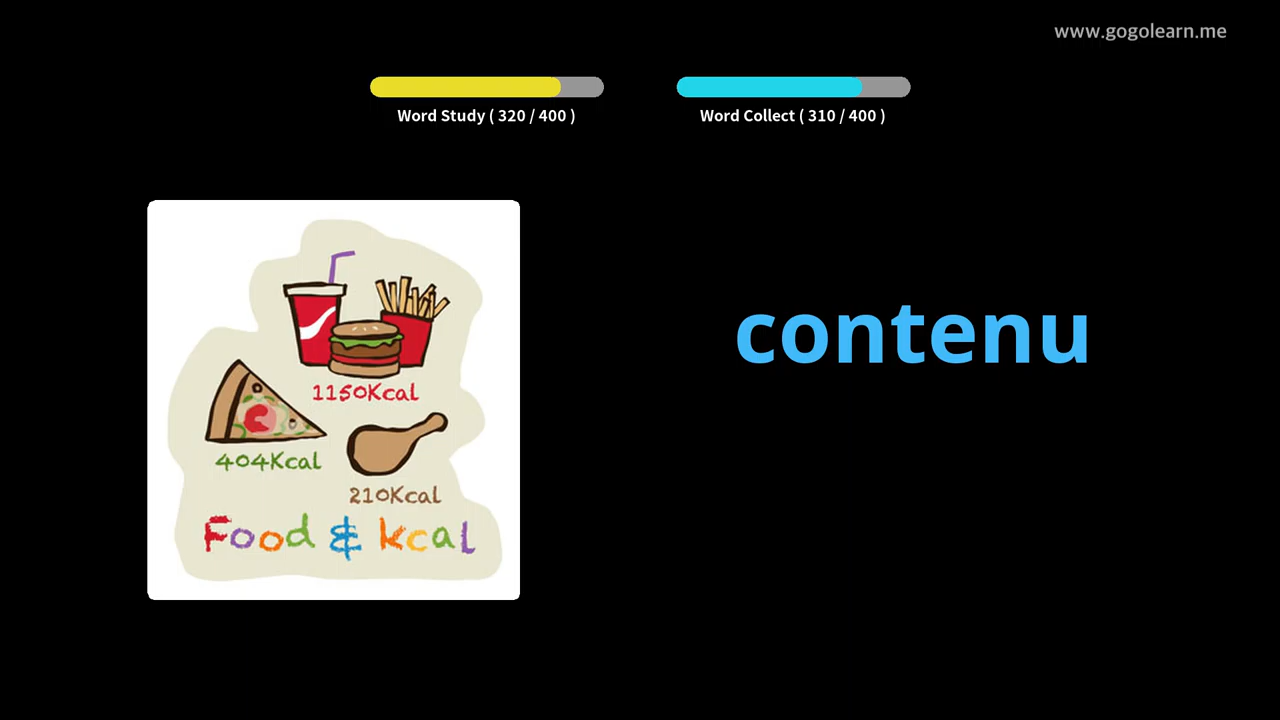 www.gogolearn.me
Word Study ( 320 / 400 )
Word Collect ( 310 / 400 )
contenu
1150Kcal
404Kcal
210Kcal
Food & kcal